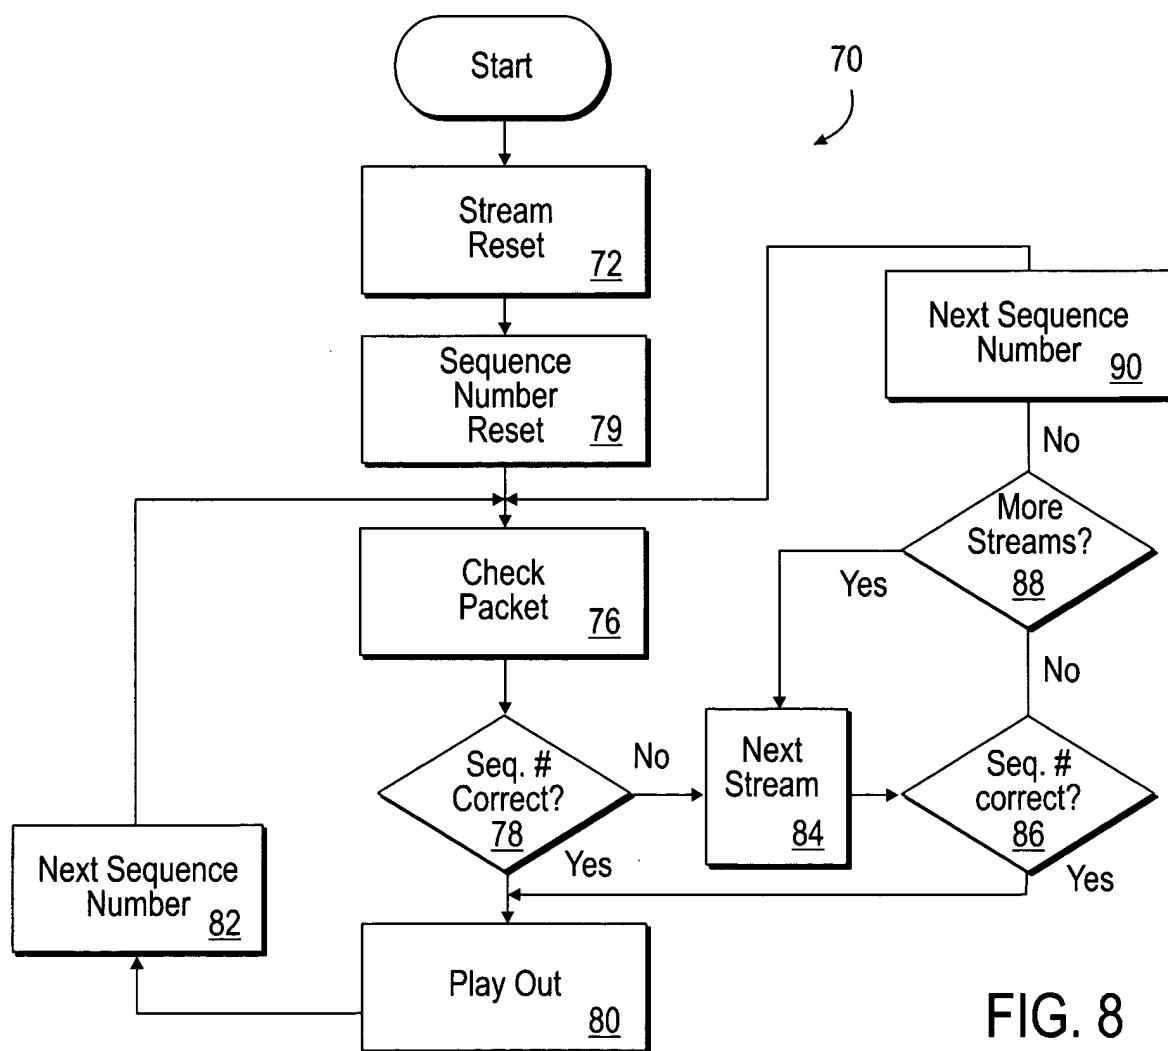 Start
70
Stream
Reset
72
Sequence
Number
Reset
79
Next Sequence
Number
90
No
More
Streams?
88
Yes
Check
Packet
76
No
Seq. #
Correct?
78
No
Yes
Next
Stream
84
Seq. #
correct?
86
Yes
Next Sequence
Number
82
Play Out
80
FIG. 8